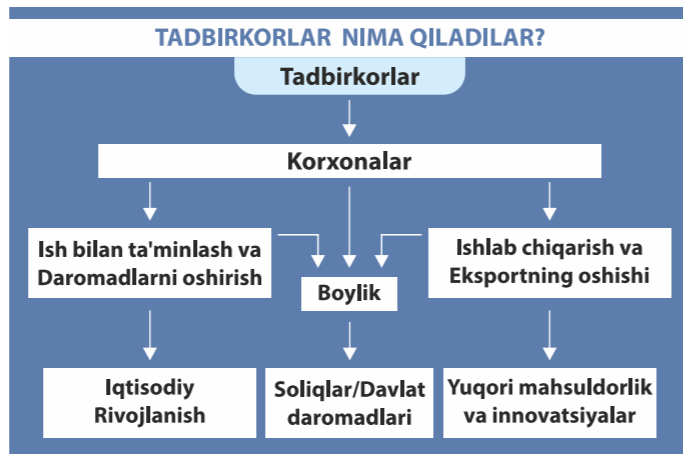 TADBIRKORLAR NIMA QILADILAR?
Tadbirkorlar
Korxonalar
Ish bilan ta'minlash va
Daromadlarni oshirish
Boylik
Ishlab chiqarish va
Eksportning oshishi
Iqtisodiy
Rivojlanish
Soliqlar/Davlat
daromadlari
Yuqori mahsuldorlik
va innovatsiyalar